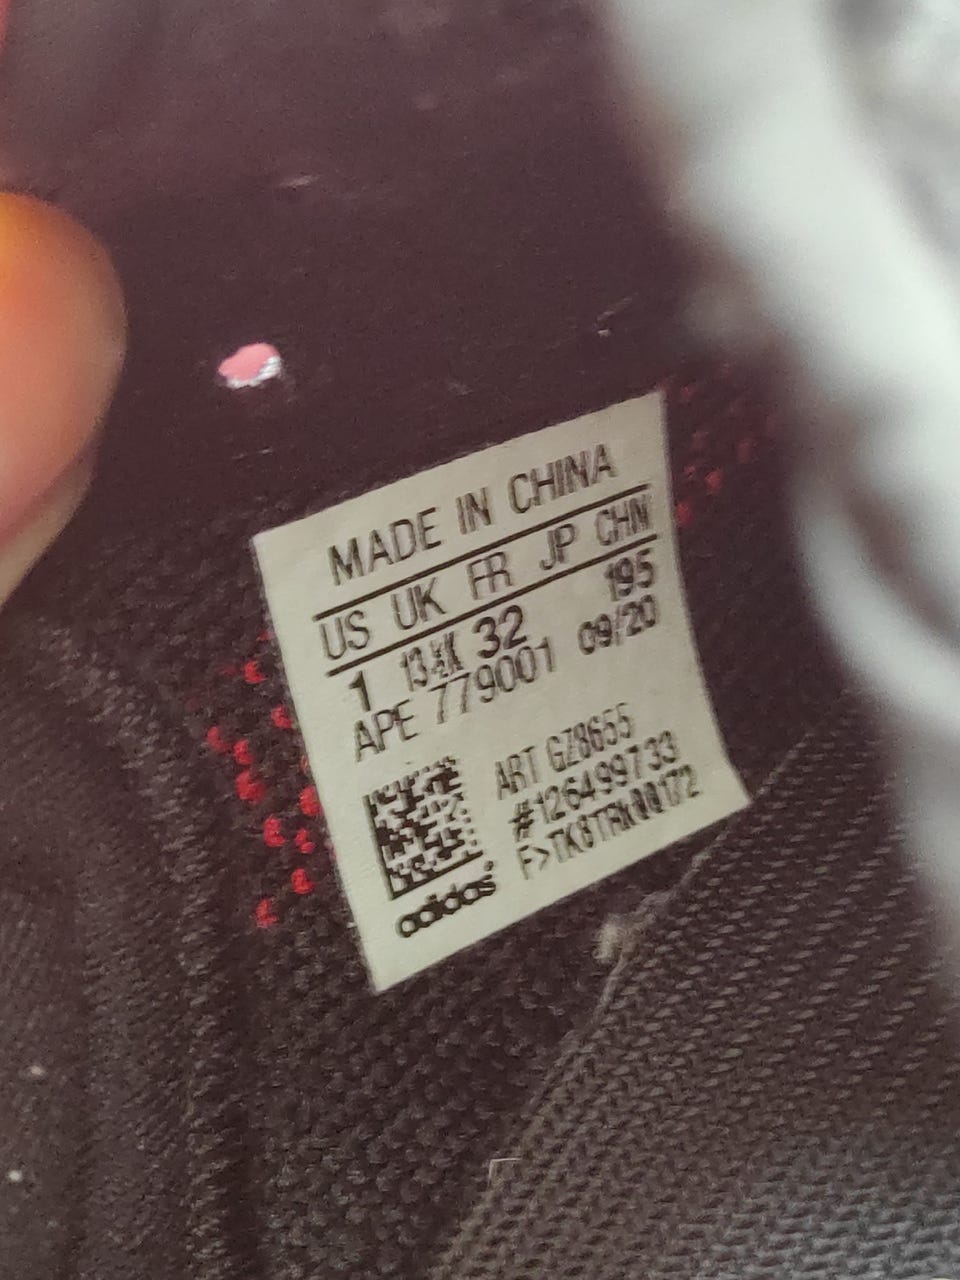 MADE IN CHINA
US UK FR JP CHN
1 13½K 32 195
APE 779001 09/20
ART GZ8655
#126499733
adidas